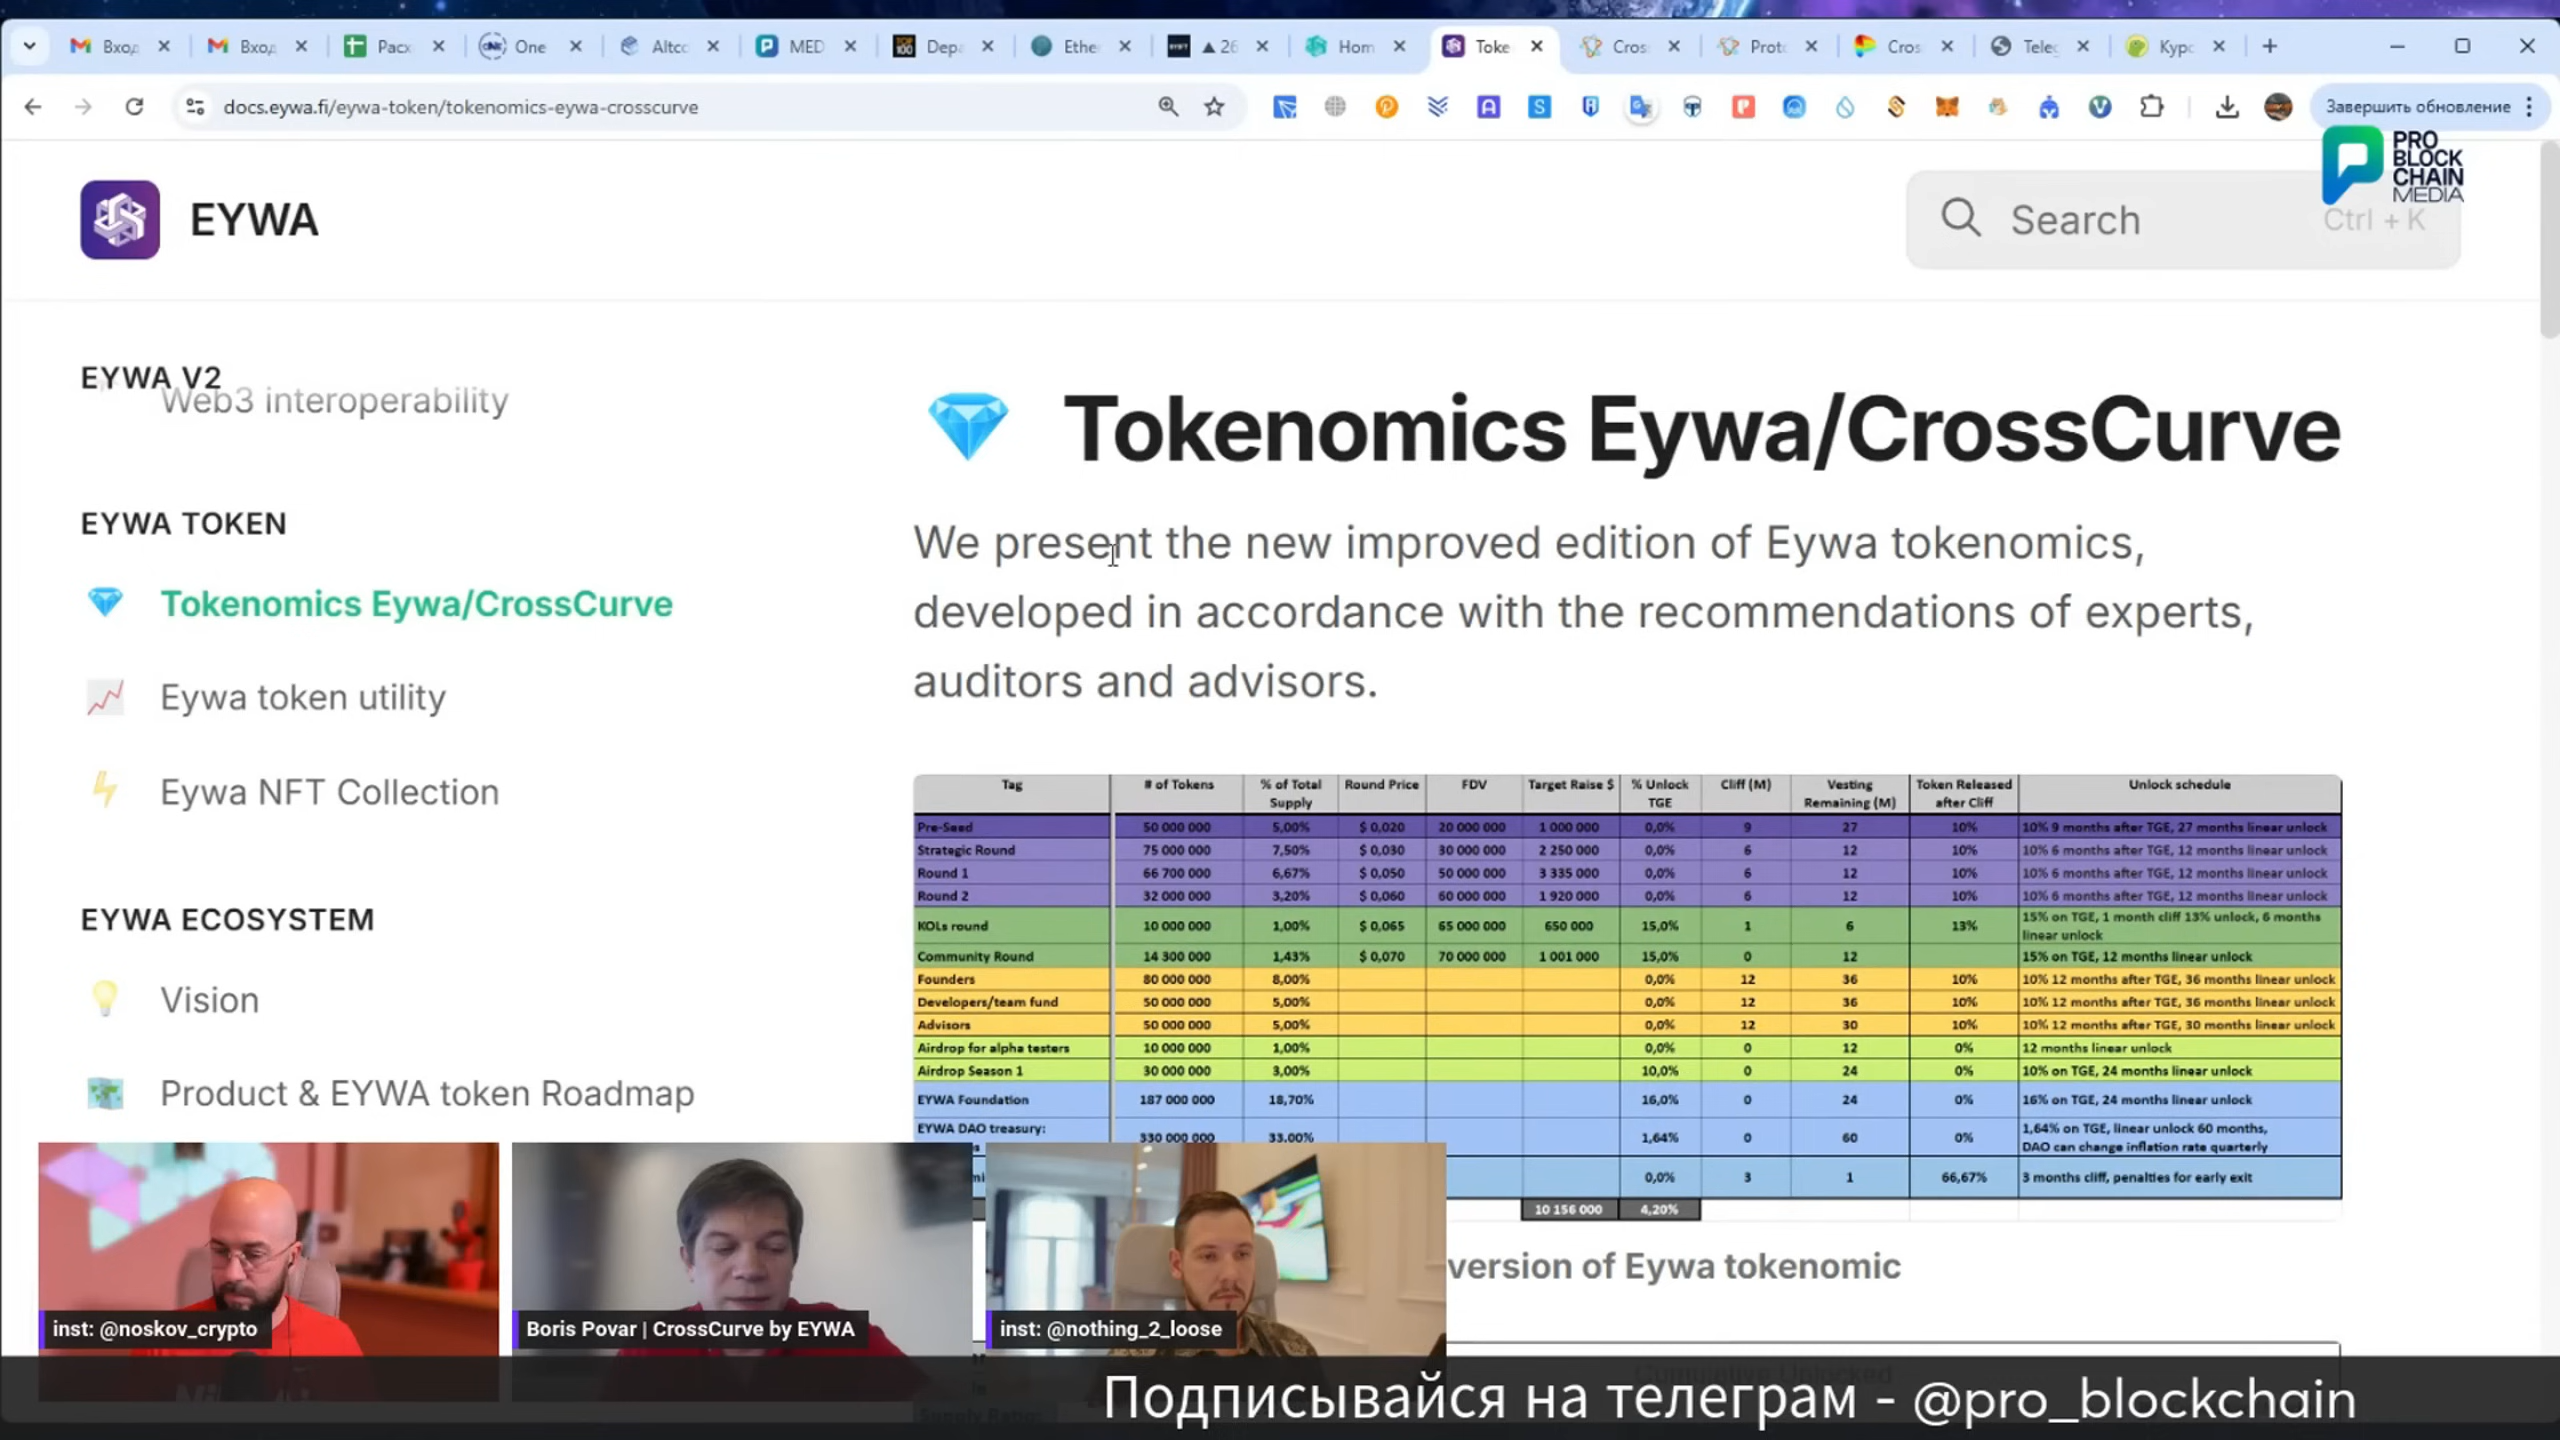 Вход
Вход
Расх
One
Altcc
MED
Depa
Ethe
▲ 26
Hom
Toke
Cros
Proto
Cros
Teleg
Курс
docs.eywa.fi/eywa-token/tokenomics-eywa-crosscurve
Завершить обновление
PRO
BLOCK
CHAIN
MEDIA
EYWA
Search
Ctrl + K
EYWA V2
Web3 interoperability
EYWA TOKEN
Tokenomics Eywa/CrossCurve
Eywa token utility
Eywa NFT Collection
EYWA ECOSYSTEM
Vision
Product & EYWA token Roadmap
Tokenomics Eywa/CrossCurve
We present the new improved edition of Eywa tokenomics,
developed in accordance with the recommendations of experts,
auditors and advisors.
Tag # of Tokens % of Total Supply Round Price FDV Target Raise $ % Unlock TGE Cliff (M) Vesting Remaining (M) Token Released after Cliff Unlock schedule
Pre-Seed 50 000 000 5,00% $ 0,020 20 000 000 1 000 000 0,0% 9 27 10% 10% 9 months after TGE, 27 months linear unlock
Strategic Round 75 000 000 7,50% $ 0,030 30 000 000 2 250 000 0,0% 6 12 10% 10% 6 months after TGE, 12 months linear unlock
Round 1 66 700 000 6,67% $ 0,050 50 000 000 3 335 000 0,0% 6 12 10% 10% 6 months after TGE, 12 months linear unlock
Round 2 32 000 000 3,20% $ 0,060 60 000 000 1 920 000 0,0% 6 12 10% 10% 6 months after TGE, 12 months linear unlock
KOLs round 10 000 000 1,00% $ 0,065 65 000 000 650 000 15,0% 1 6 13% 15% on TGE, 1 month cliff 13% unlock, 6 months linear unlock
Community Round 14 300 000 1,43% $ 0,070 70 000 000 1 001 000 15,0% 0 12 15% on TGE, 12 months linear unlock
Founders 80 000 000 8,00% 0,0% 12 36 10% 10% 12 months after TGE, 36 months linear unlock
Developers/team fund 50 000 000 5,00% 0,0% 12 36 10% 10% 12 months after TGE, 36 months linear unlock
Advisors 50 000 000 5,00% 0,0% 12 30 10% 10% 12 months after TGE, 30 months linear unlock
Airdrop for alpha testers 10 000 000 1,00% 0,0% 0 12 0% 12 months linear unlock
Airdrop Season 1 30 000 000 3,00% 10,0% 0 24 0% 10% on TGE, 24 months linear unlock
EYWA Foundation 187 000 000 18,70% 16,0% 0 24 0% 16% on TGE, 24 months linear unlock
EYWA DAO treasury: 330 000 000 33,00% 1,64% 0 60 0% 1,64% on TGE, linear unlock 60 months, DAO can change inflation rate quarterly
0,0% 3 1 66,67% 3 months cliff, penalties for early exit
10 156 000 4,20%
version of Eywa tokenomic
inst: @noskov_crypto
Boris Povar | CrossCurve by EYWA
inst: @nothing_2_loose
Подписывайся на телеграм - @pro_blockchain